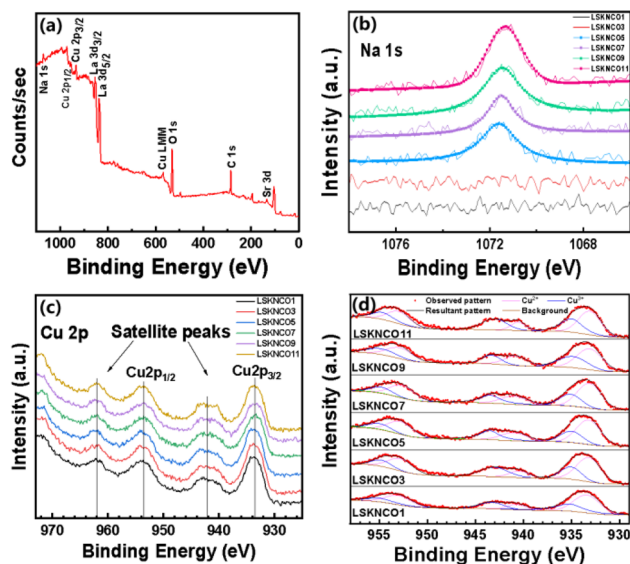 (a)
Na 1s
Cu 2p1/2
Cu 2p3/2
La 3d3/2
La 3d5/2
Cu LMM
O 1s
C 1s
Sr 3d
Counts/sec
1000 800 600 400 200 0
Binding Energy (eV)
(b)
Na 1s
LSKNCO1
LSKNCO3
LSKNCO5
LSKNCO7
LSKNCO9
LSKNCO11
Intensity (a.u.)
1076 1072 1068
Binding Energy (eV)
(c)
Cu 2p
Satellite peaks
LSKNCO1
LSKNCO3
LSKNCO5
LSKNCO7
LSKNCO9
LSKNCO11
Cu2p1/2
Cu2p3/2
Intensity (a.u.)
970 960 950 940 930
Binding Energy (eV)
(d)
Observed pattern
Resultant pattern
Background
LSKNCO11
LSKNCO9
LSKNCO7
LSKNCO5
LSKNCO3
LSKNCO1
Intensity (a.u.)
955 950 945 940 935 930
Binding Energy (eV)